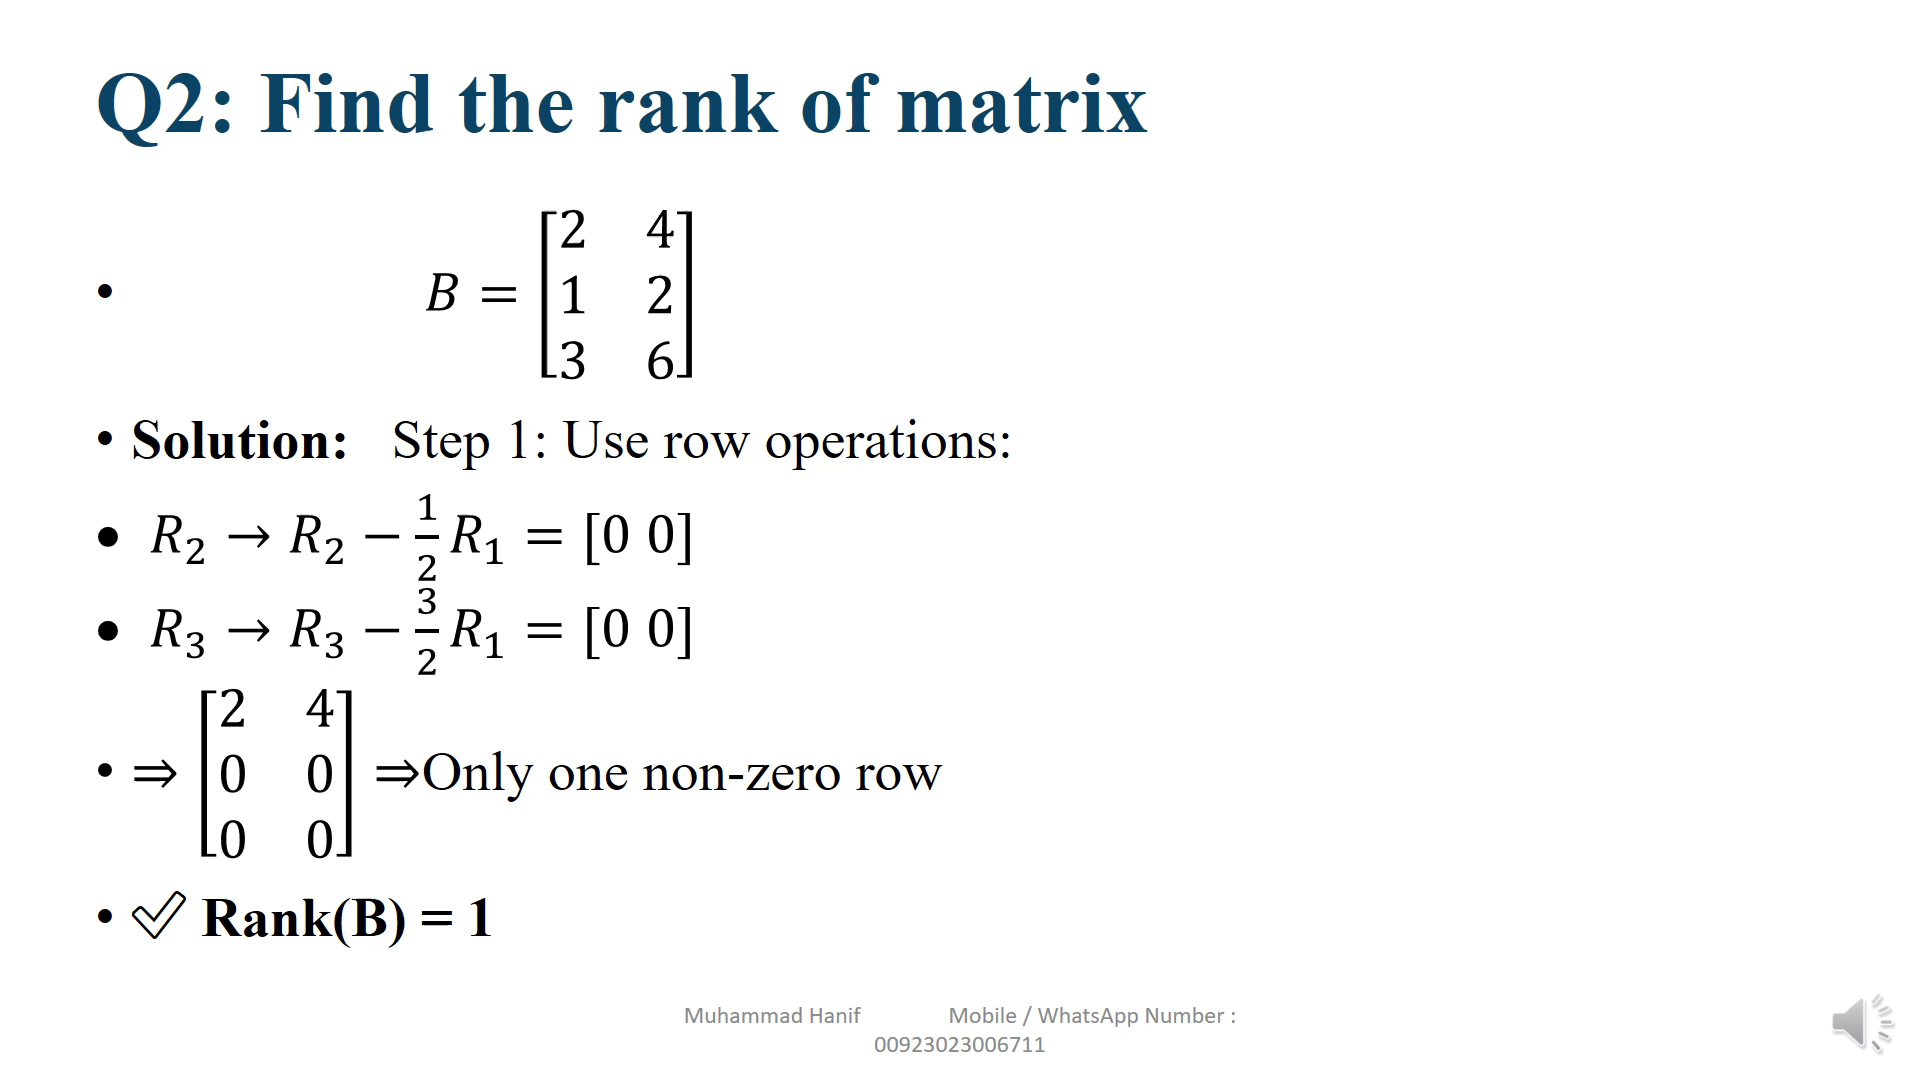 Q2: Find the rank of matrix
• B = [2 4
1 2
3 6]
• Solution: Step 1: Use row operations:
• R₂ → R₂ − 1/2 R₁ = [0 0]
• R₃ → R₃ − 3/2 R₁ = [0 0]
• ⇒ [2 4
0 0
0 0] ⇒Only one non-zero row
• ✓ Rank(B) = 1
Muhammad Hanif Mobile / WhatsApp Number :
00923023006711